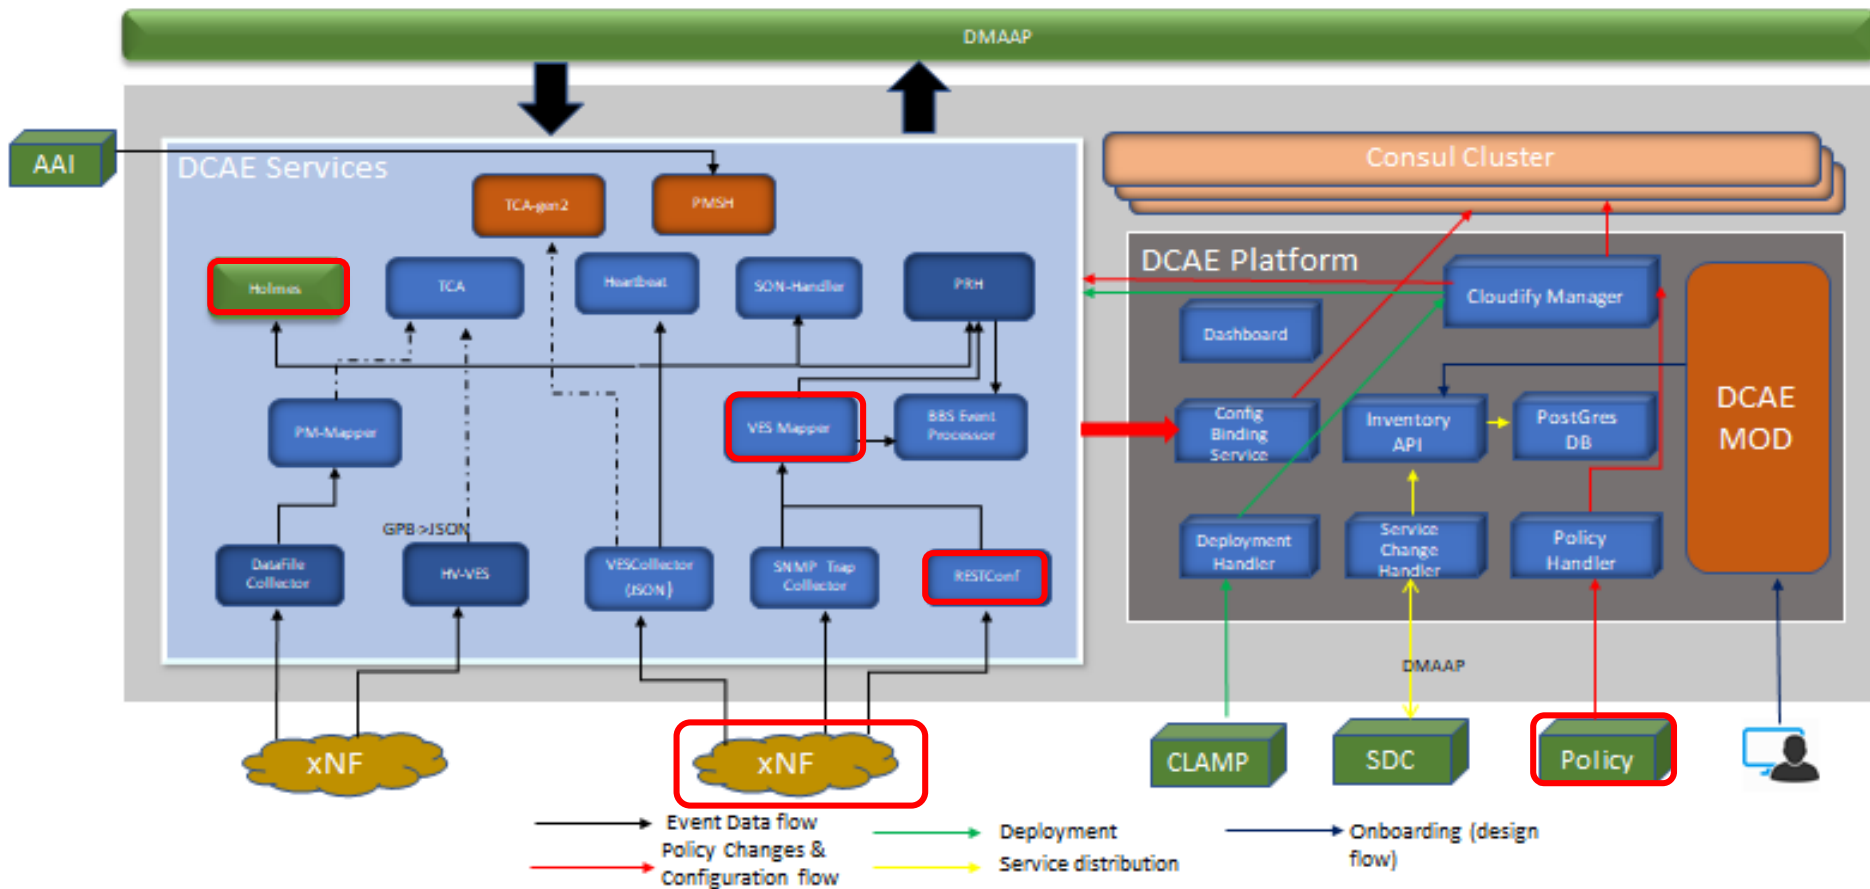 DMAAP
AAI
DCAE Services
Consul Cluster
TCA-gen2
PMSH
DCAE Platform
Holmes
TCA
Heartbeat
SON-Handler
PRH
Cloudify Manager
Dashboard
DCAE
MOD
PM-Mapper
VES Mapper
BBS Event
Processor
Config
Binding
Service
Inventory
API
PostGres
DB
GPB->JSON
DataFile
Collector
HV-VES
VESCollector
(JSON)
SNMP Trap
Collector
RESTConf
Deployment
Handler
Service
Change
Handler
Policy
Handler
DMAAP
xNF
xNF
CLAMP
SDC
Policy
Event Data flow
Policy Changes &
Configuration flow
Deployment
Service distribution
Onboarding (design
flow)